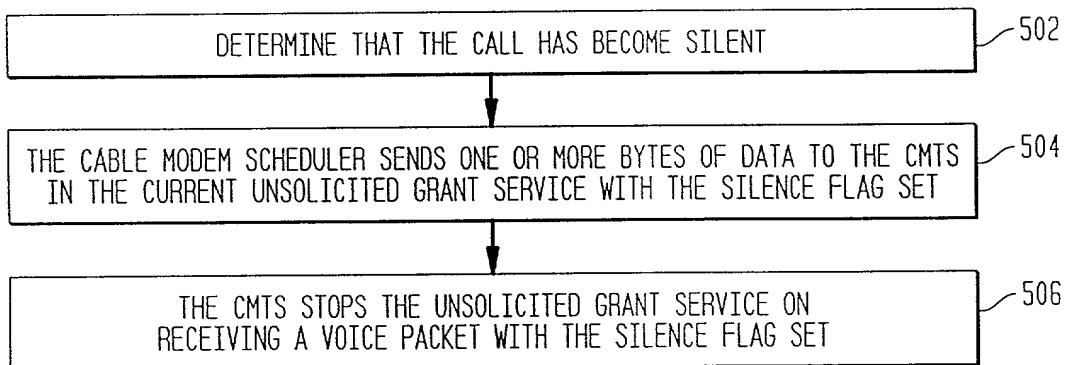 DETERMINE THAT THE CALL HAS BECOME SILENT
502
THE CABLE MODEM SCHEDULER SENDS ONE OR MORE BYTES OF DATA TO THE CMTS
IN THE CURRENT UNSOLICITED GRANT SERVICE WITH THE SILENCE FLAG SET
504
THE CMTS STOPS THE UNSOLICITED GRANT SERVICE ON
RECEIVING A VOICE PACKET WITH THE SILENCE FLAG SET
506